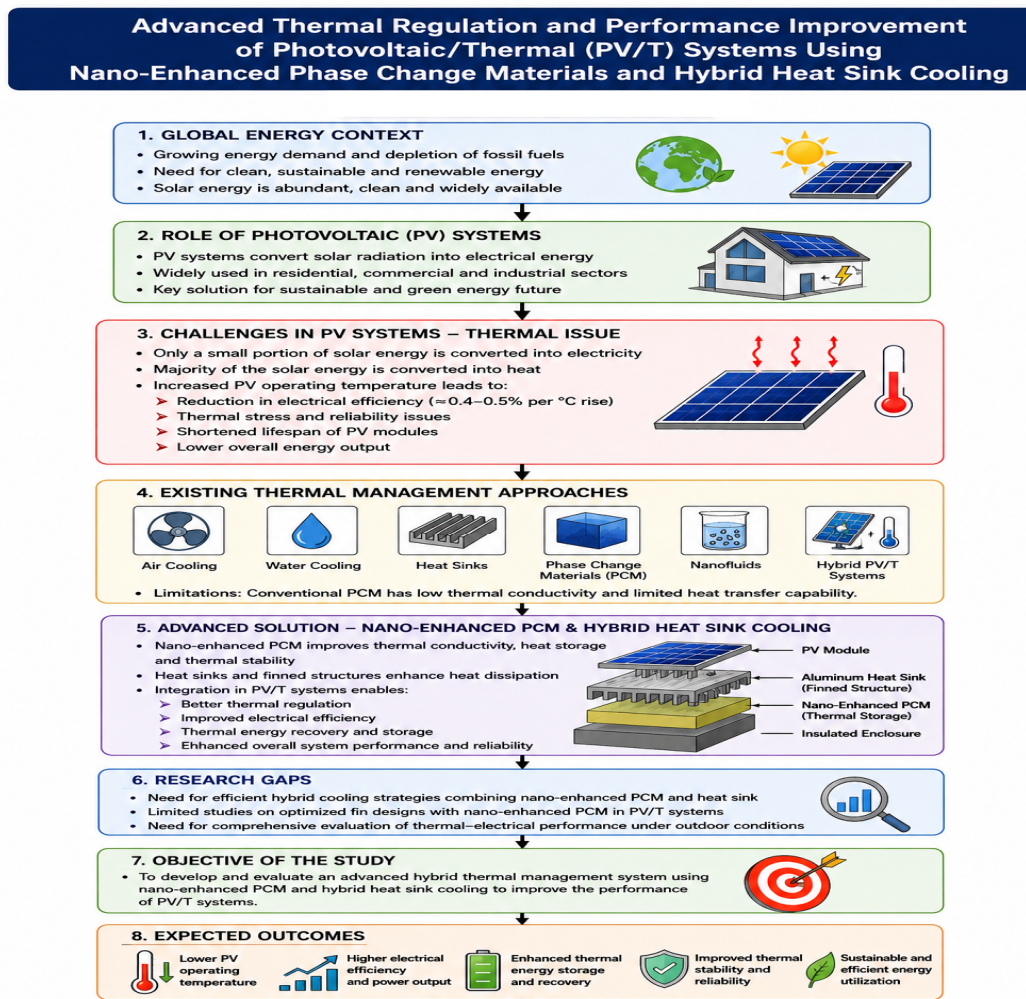 Advanced Thermal Regulation and Performance Improvement
of Photovoltaic/Thermal (PV/T) Systems Using
Nano-Enhanced Phase Change Materials and Hybrid Heat Sink Cooling
1. GLOBAL ENERGY CONTEXT
• Growing energy demand and depletion of fossil fuels
• Need for clean, sustainable and renewable energy
• Solar energy is abundant, clean and widely available
2. ROLE OF PHOTOVOLTAIC (PV) SYSTEMS
• PV systems convert solar radiation into electrical energy
• Widely used in residential, commercial and industrial sectors
• Key solution for sustainable and green energy future
3. CHALLENGES IN PV SYSTEMS – THERMAL ISSUE
• Only a small portion of solar energy is converted into electricity
• Majority of the solar energy is converted into heat
• Increased PV operating temperature leads to:
➤ Reduction in electrical efficiency (≈0.4–0.5% per °C rise)
➤ Thermal stress and reliability issues
➤ Shortened lifespan of PV modules
➤ Lower overall energy output
4. EXISTING THERMAL MANAGEMENT APPROACHES
Air Cooling
Water Cooling
Heat Sinks
Phase Change
Materials (PCM)
Nanofluids
Hybrid PV/T
Systems
• Limitations: Conventional PCM has low thermal conductivity and limited heat transfer capability.
5. ADVANCED SOLUTION – NANO-ENHANCED PCM & HYBRID HEAT SINK COOLING
• Nano-enhanced PCM improves thermal conductivity, heat storage
and thermal stability
• Heat sinks and finned structures enhance heat dissipation
• Integration in PV/T systems enables:
➤ Better thermal regulation
➤ Improved electrical efficiency
➤ Thermal energy recovery and storage
➤ Ehhanced overall system performance and reliability
PV Module
Aluminum Heat Sink
(Finned Structure)
Nano-Enhanced PCM
(Thermal Storage)
Insulated Enclosure
6. RESEARCH GAPS
• Need for efficient hybrid cooling strategies combining nano-enhanced PCM and heat sink
• Limited studies on optimized fin designs with nano-enhanced PCM in PV/T systems
• Need for comprehensive evaluation of thermal–electrical performance under outdoor conditions
7. OBJECTIVE OF THE STUDY
• To develop and evaluate an advanced hybrid thermal management system using
nano-enhanced PCM and hybrid heat sink cooling to improve the performance
of PV/T systems.
8. EXPECTED OUTCOMES
Lower PV
operating
temperature
Higher electrical
efficiency
and power output
Enhanced thermal
energy storage
and recovery
Improved thermal
stability and
reliability
Sustainable and
efficient energy
utilization